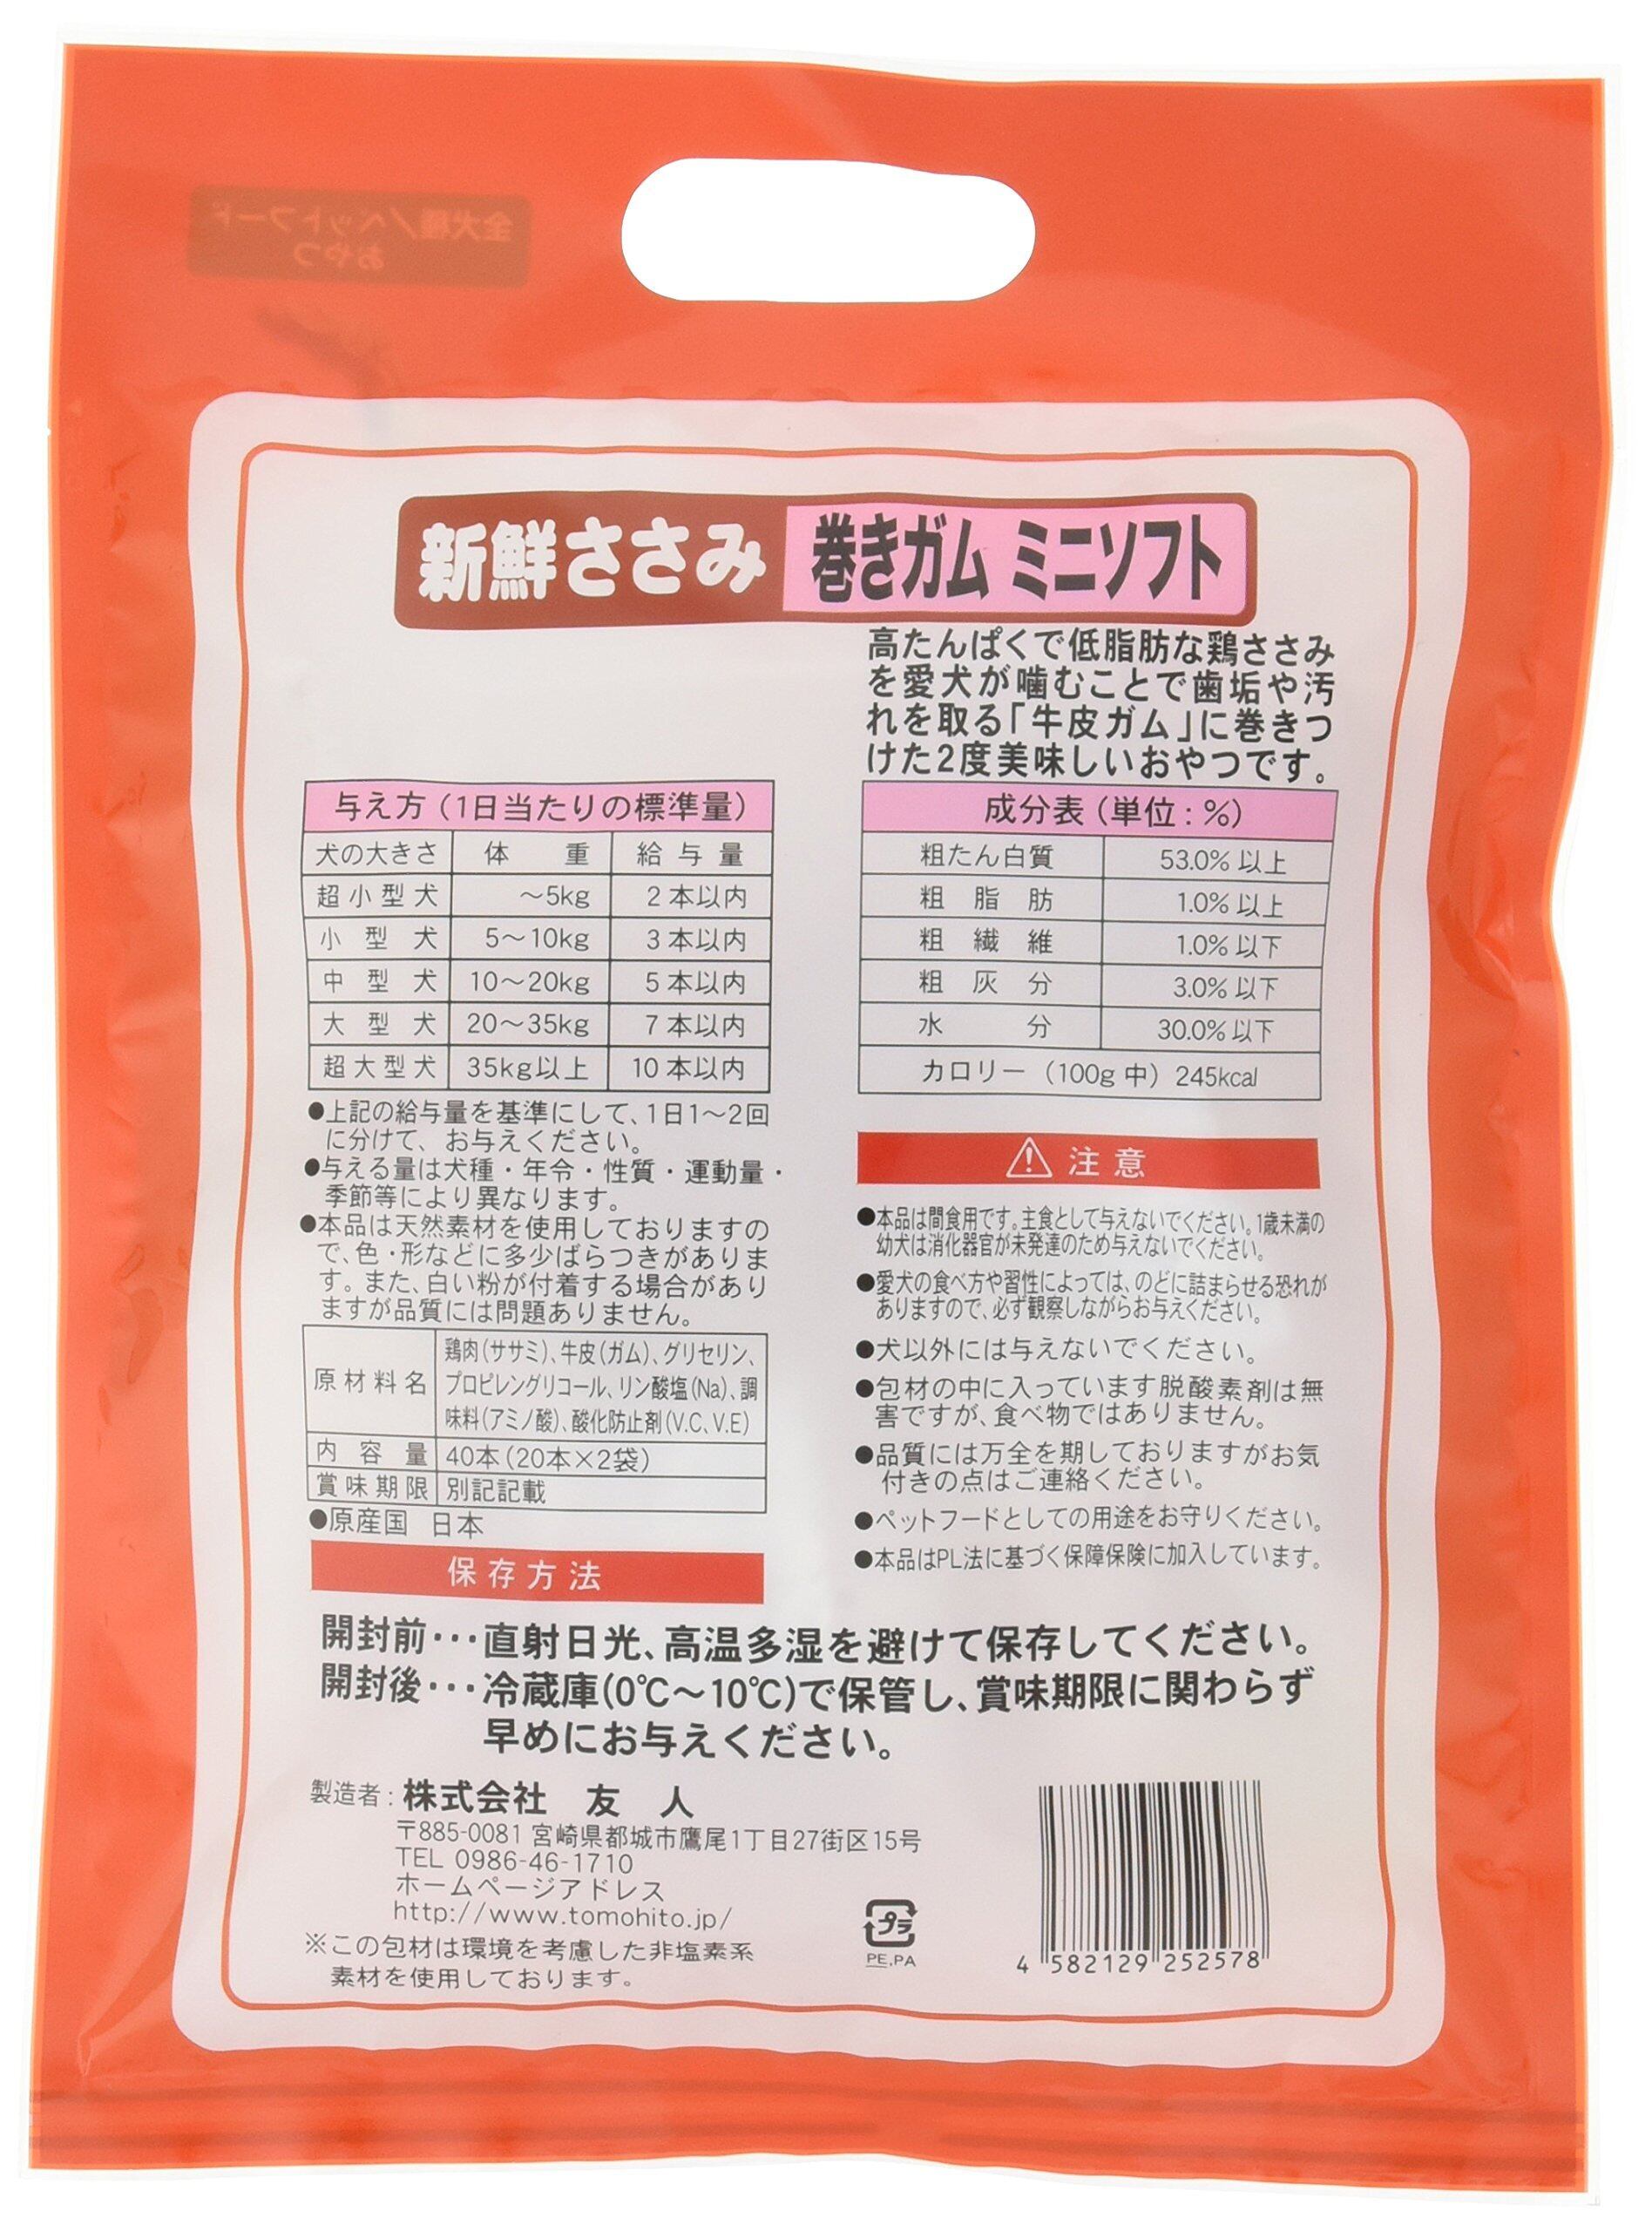 全犬種/ペットフード
おやつ
新鮮ささみ 巻きガム ミニソフト
高たんぱくで低脂肪な鶏ささみ
を愛犬が噛むことで歯垢や汚
れを取る「牛皮ガム」に巻きつ
けた2度美味しいおやつです。
与え方(1日当たりの標準量)
犬の大きさ 体重 給与量
超小型犬 ~5kg 2本以内
小型犬 5~10kg 3本以内
中型犬 10~20kg 5本以内
大型犬 20~35kg 7本以内
超大型犬 35kg以上 10本以内
●上記の給与量を基準にして、1日1~2回
に分けて、お与えください。
●与える量は犬種・年令・性質・運動量・
季節等により異なります。
●本品は天然素材を使用しておりますの
で、色・形などに多少ばらつきがありま
す。また、白い粉が付着する場合があり
ますが品質には問題ありません。
原材料名 鶏肉(ササミ)、牛皮(ガム)、グリセリン、
プロピレングリコール、リン酸塩(Na)、調
味料(アミノ酸)、酸化防止剤(V.C、V.E)
内容量 40本(20本×2袋)
賞味期限 別記記載
●原産国 日本
成分表(単位:%)
粗たん白質 53.0%以上
粗脂肪 1.0%以上
粗繊維 1.0%以下
粗灰分 3.0%以下
水分 30.0%以下
カロリー(100g中)245kcal
注意
●本品は間食用です。主食として与えないでください。1歳未満の
幼犬は消化器官が未発達のため与えないでください。
●愛犬の食べ方や習性によっては、のどに詰まらせる恐れが
ありますので、必ず観察しながらお与えください。
●犬以外には与えないでください。
●包材の中に入っています脱酸素剤は無
害ですが、食べ物ではありません。
●品質には万全を期しておりますがお気
付きの点はご連絡ください。
●ペットフードとしての用途をお守りください。
●本品はPL法に基づく保障保険に加入しています。
保存方法
開封前…直射日光、高温多湿を避けて保存してください。
開封後…冷蔵庫(0℃~10℃)で保管し、賞味期限に関わらず
早めにお与えください。
製造者:株式会社 友人
〒885-0081 宮崎県都城市鷹尾1丁目27街区15号
TEL 0986-46-1710
ホームページアドレス
http://www.tomohito.jp/
※この包材は環境を考慮した非塩素系
素材を使用しております。
プラ
PE,PA
4 582129 252578